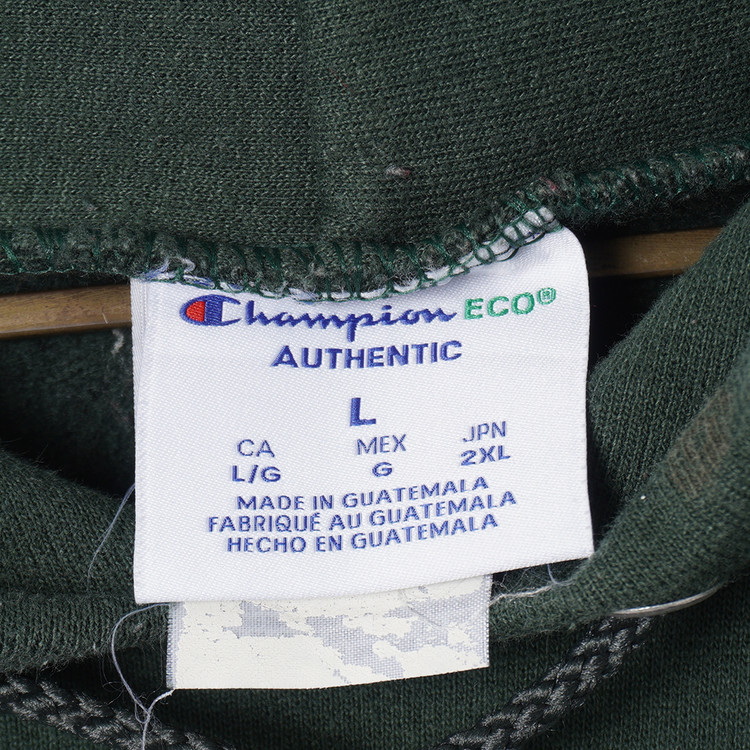 Champion ECO®
AUTHENTIC
L
CA MEX JPN
L/G G 2XL
MADE IN GUATEMALA
FABRIQUÉ AU GUATEMALA
HECHO EN GUATEMALA